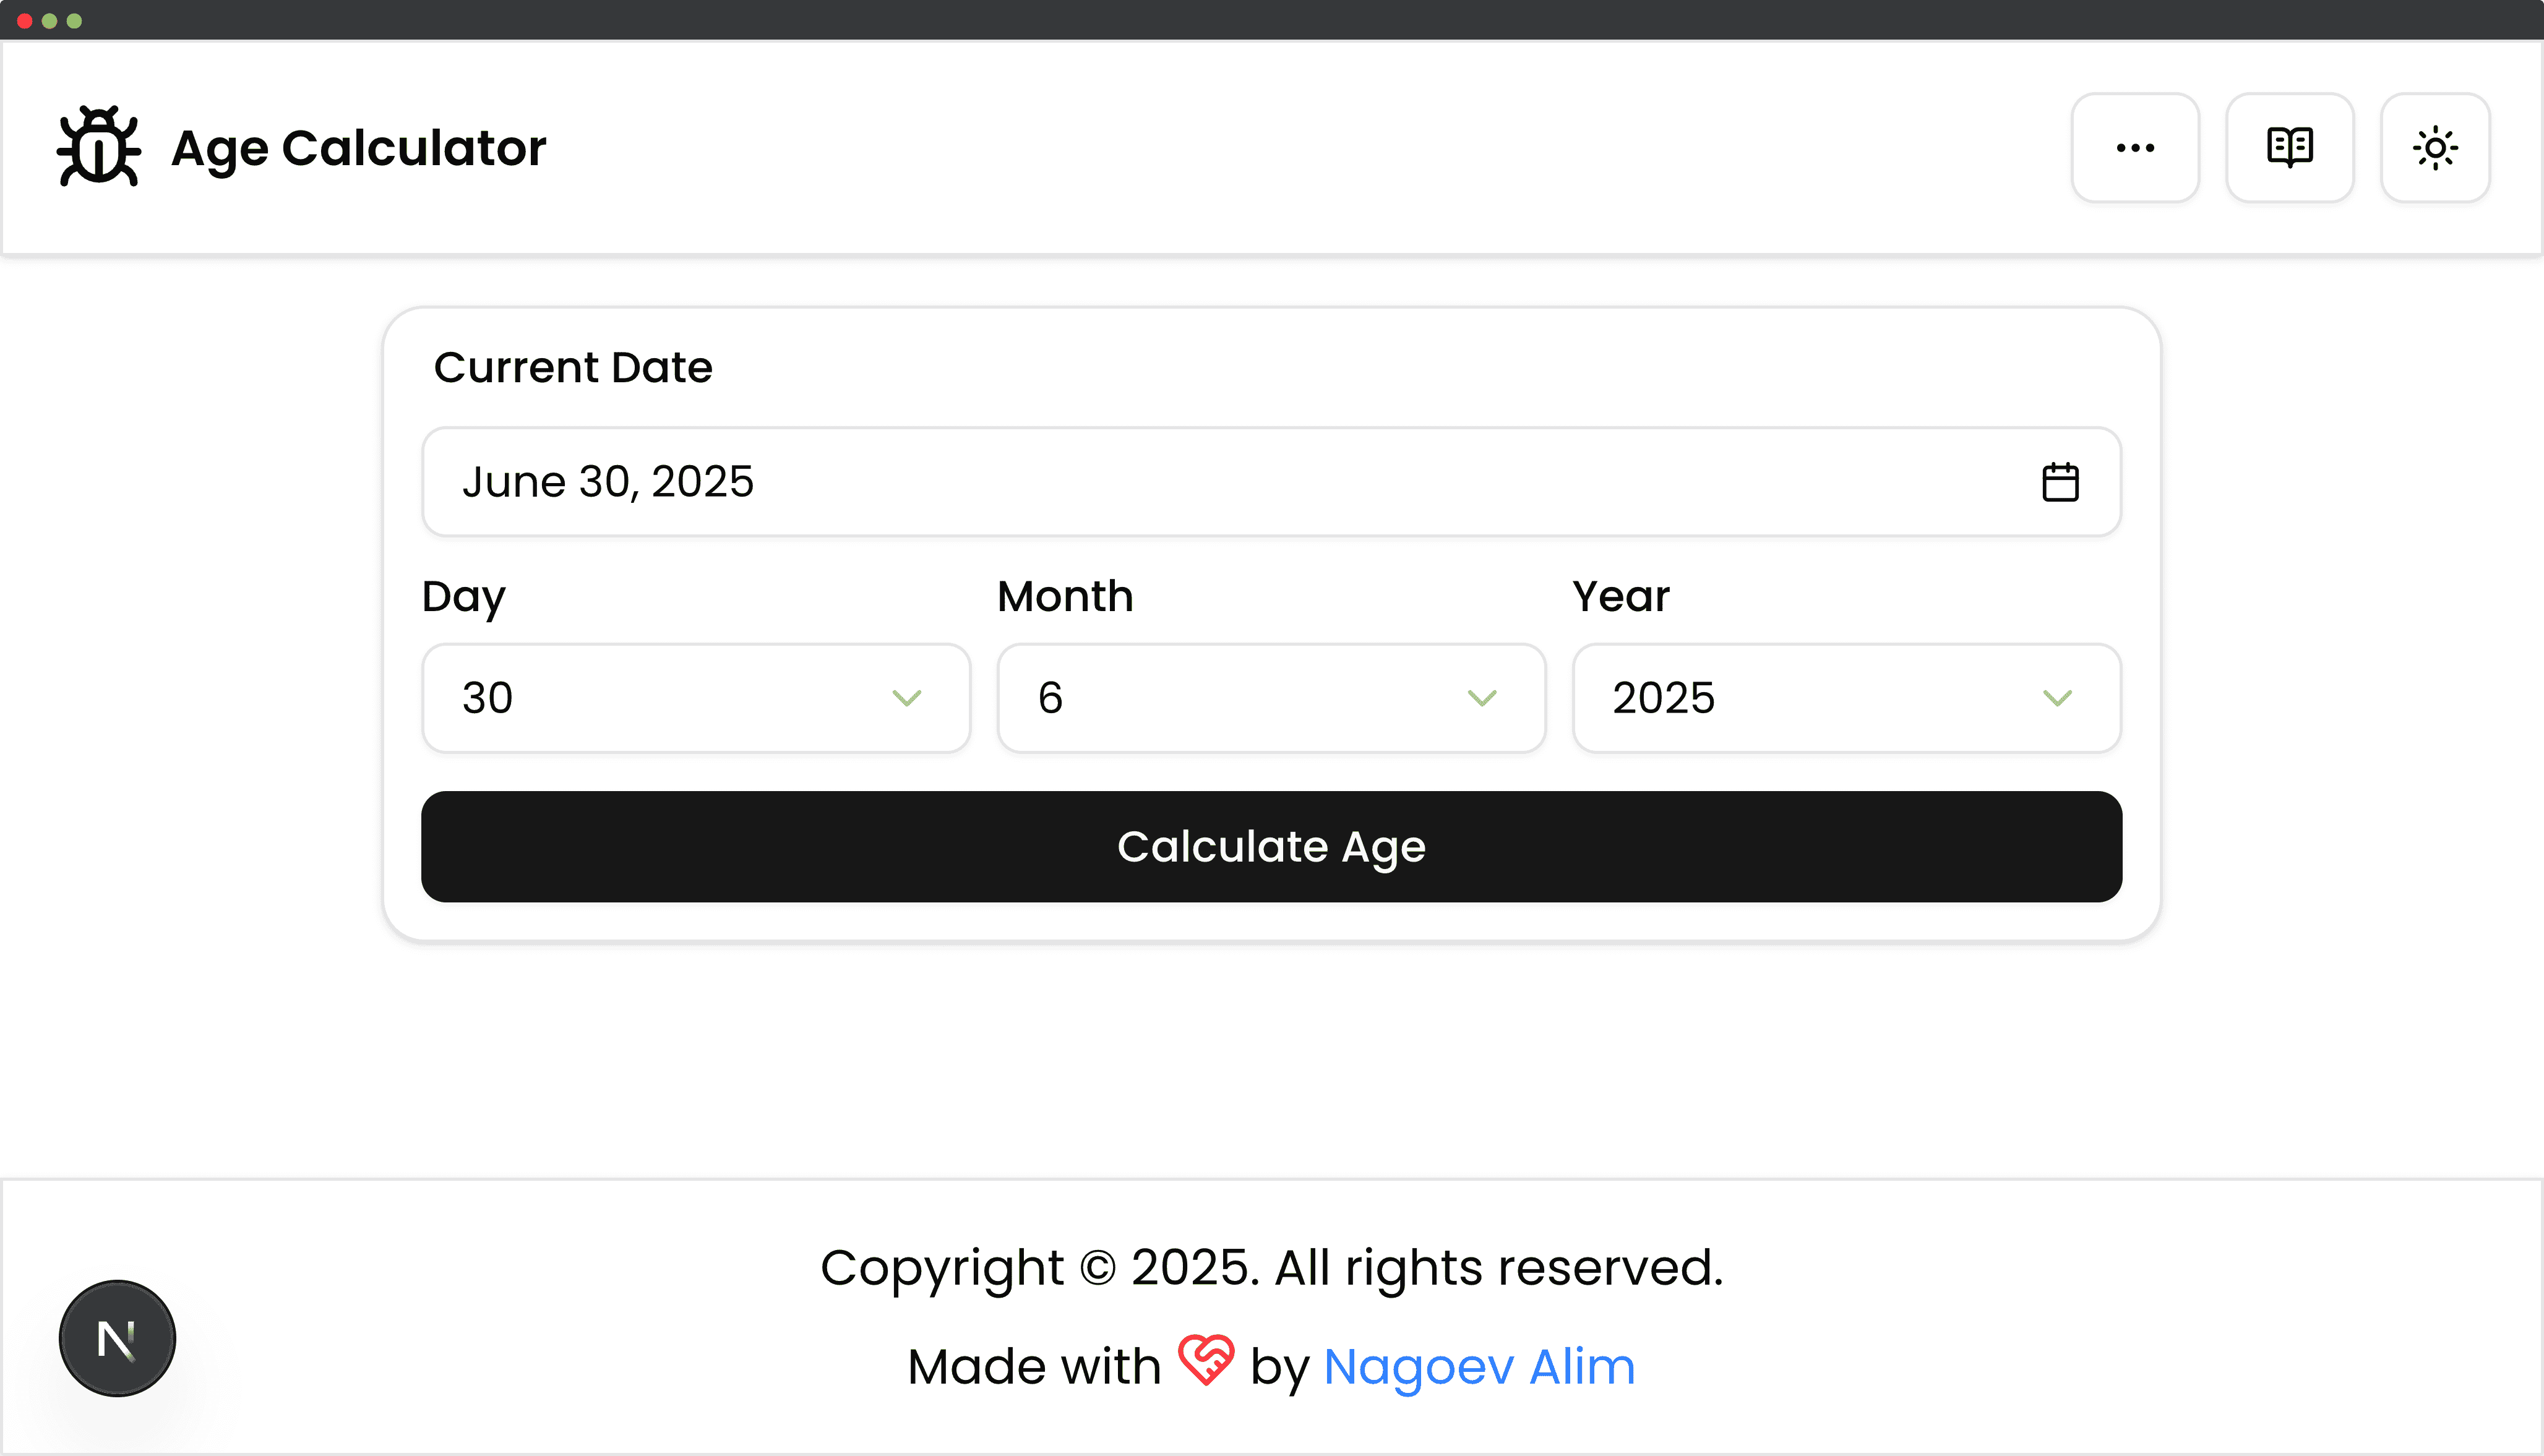 Age Calculator
Current Date
June 30, 2025
Day Month Year
30 6 2025
Calculate Age
Copyright © 2025. All rights reserved.
Made with by Nagoev Alim
N